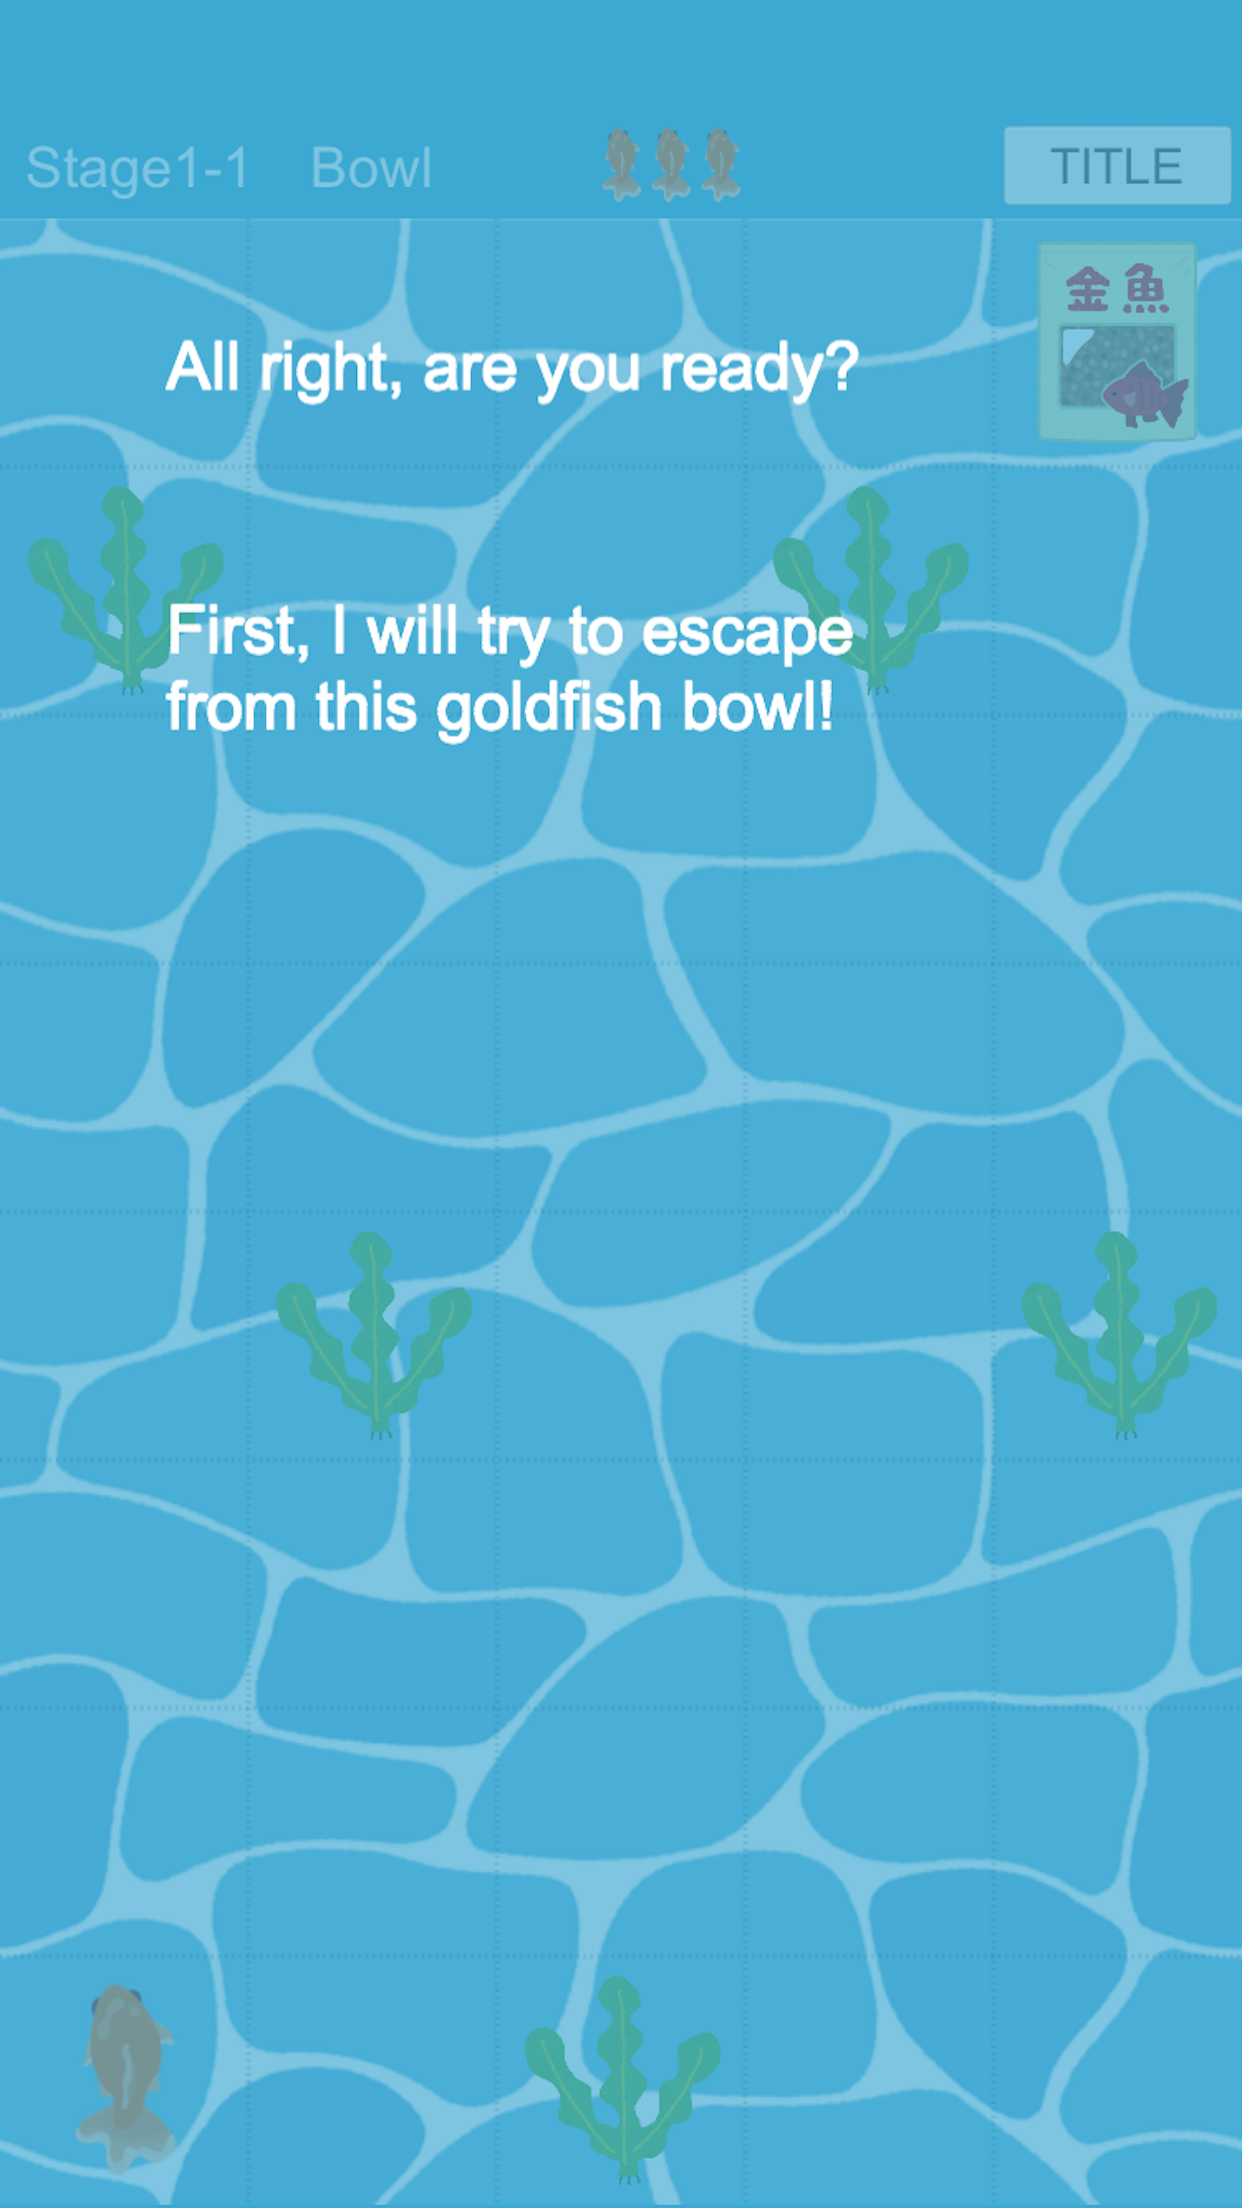 Stage1-1 Bowl TITLE
金魚
All right, are you ready?
First, I will try to escape
from this goldfish bowl!